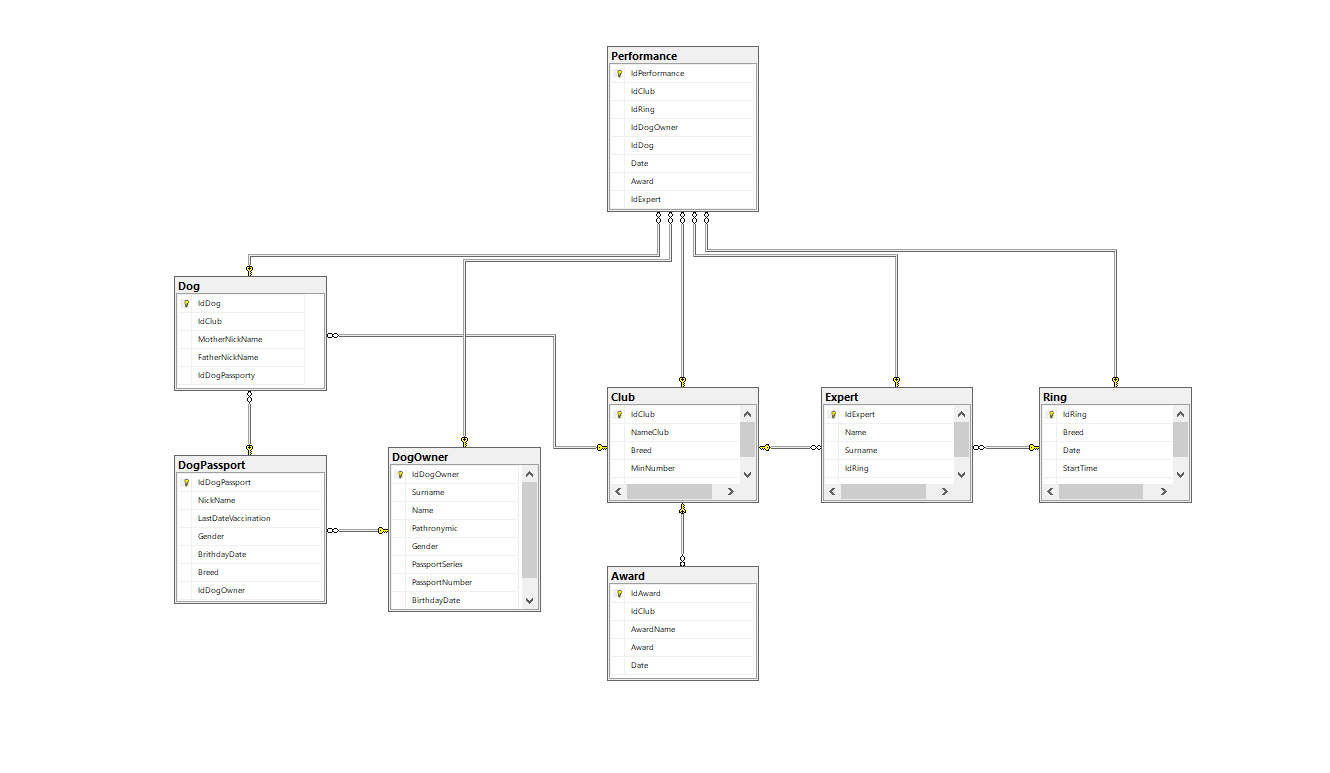 Performance
IdPerformance
IdClub
IdRing
IdDogOwner
IdDog
Date
Award
IdExpert
Dog
IdDog
IdClub
MotherNickName
FatherNickName
IdDogPassporty
DogPassport
IdDogPassport
NickName
LastDateVaccination
Gender
BrithdayDate
Breed
IdDogOwner
DogOwner
IdDogOwner
Surname
Name
Pathronymic
Gender
PassportSeries
PassportNumber
BirthdayDate
Club
IdClub
NameClub
Breed
MinNumber
Expert
IdExpert
Name
Surname
IdRing
Ring
IdRing
Breed
Date
StartTime
Award
IdAward
IdClub
AwardName
Award
Date